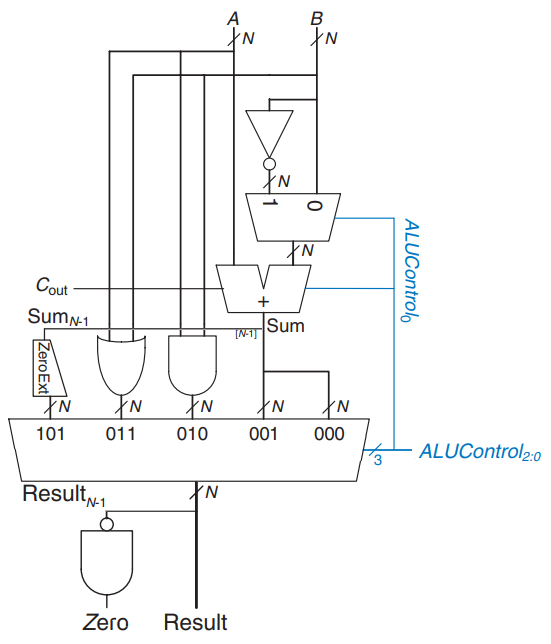 A B
N N
N
1 0
N
ALUControl0
Cout
+
SumN-1
[N-1] Sum
ZeroExt
N N N N N
101 011 010 001 000
3 ALUControl2:0
ResultN-1
N
Zero Result